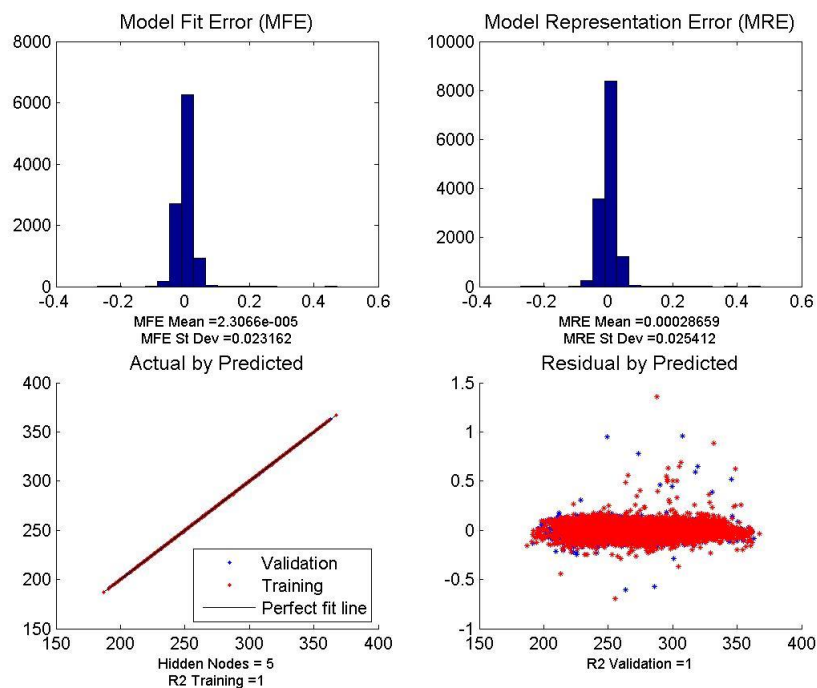 Model Fit Error (MFE)
8000
6000
4000
2000
0
-0.4 -0.2 0 0.2 0.4 0.6
MFE Mean =2.3066e-005
MFE St Dev =0.023162
Model Representation Error (MRE)
10000
8000
6000
4000
2000
0
-0.4 -0.2 0 0.2 0.4 0.6
MRE Mean =0.00028659
MRE St Dev =0.025412
Actual by Predicted
400
350
300
250
200
150
Validation
Training
Perfect fit line
150 200 250 300 350 400
Hidden Nodes = 5
R2 Training =1
Residual by Predicted
1.5
1
0.5
0
-0.5
-1
150 200 250 300 350 400
R2 Validation =1